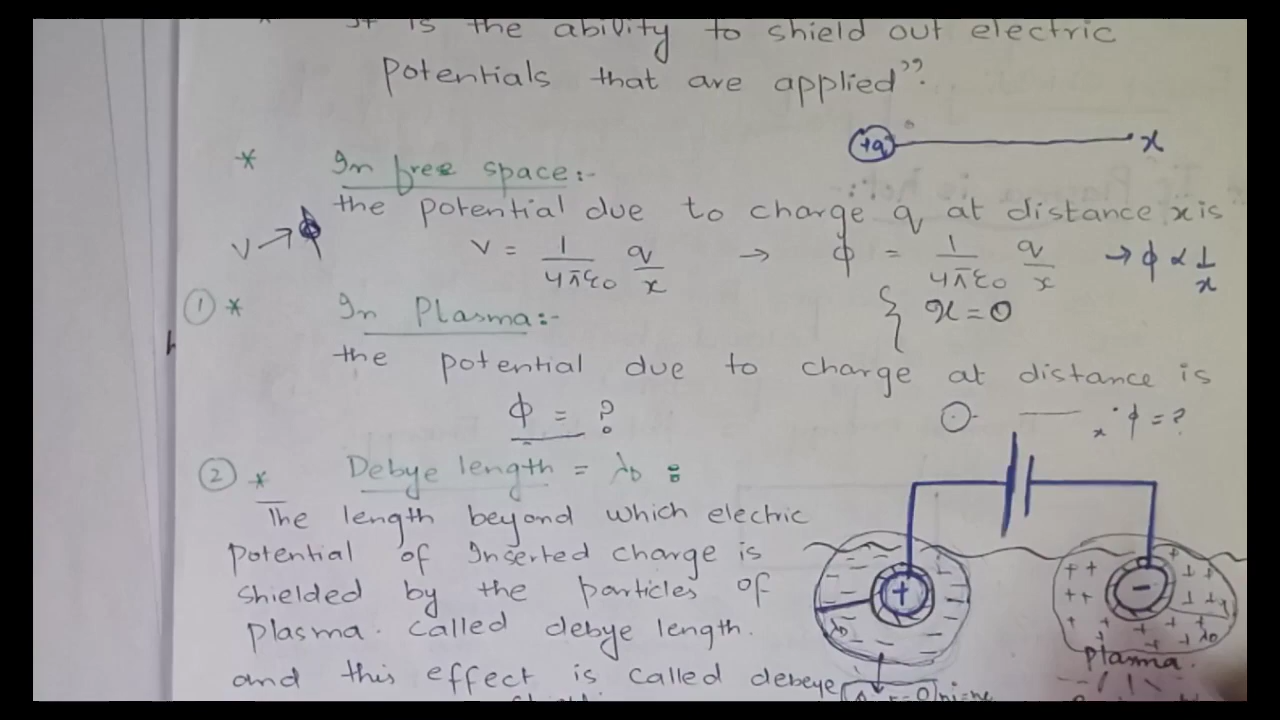 It is the ability to shield out electric
potentials that are applied”.
+q x
* In free space:-
the potential due to charge q at distance x is
V → ϕ V = 1/4πε0 q/x → ϕ = 1/4πε0 q/x → ϕ ∝ 1/x
{ x = 0
① * In Plasma:-
the potential due to charge at distance is
ϕ = ?
x ϕ = ?
② * Debye length = λD :
The length beyond which electric
potential of Inserted charge is
shielded by the particles of
plasma. called debye length.
and this effect is called debeye
+ −
λD λD
plasma.